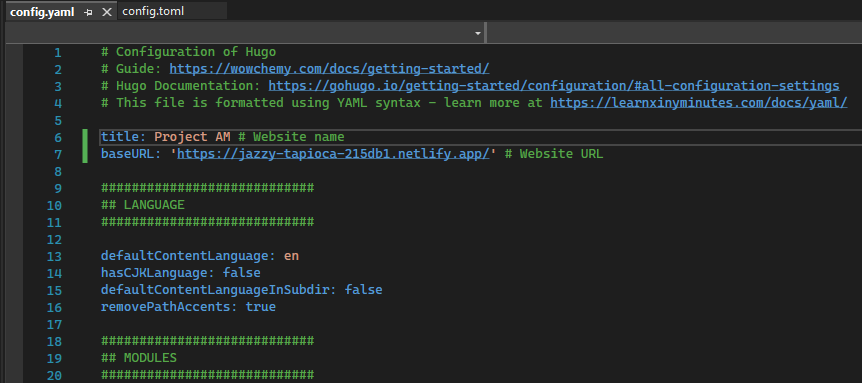 config.yaml
config.toml
1 # Configuration of Hugo
2 # Guide: https://wowchemy.com/docs/getting-started/
3 # Hugo Documentation: https://gohugo.io/getting-started/configuration/#all-configuration-settings
4 # This file is formatted using YAML syntax - learn more at https://learnxinyminutes.com/docs/yaml/
5
6 title: Project AM # Website name
7 baseURL: 'https://jazzy-tapioca-215db1.netlify.app/' # Website URL
8
9 ############################
10 ## LANGUAGE
11 ############################
12
13 defaultContentLanguage: en
14 hasCJKLanguage: false
15 defaultContentLanguageInSubdir: false
16 removePathAccents: true
17
18 ############################
19 ## MODULES
20 ############################